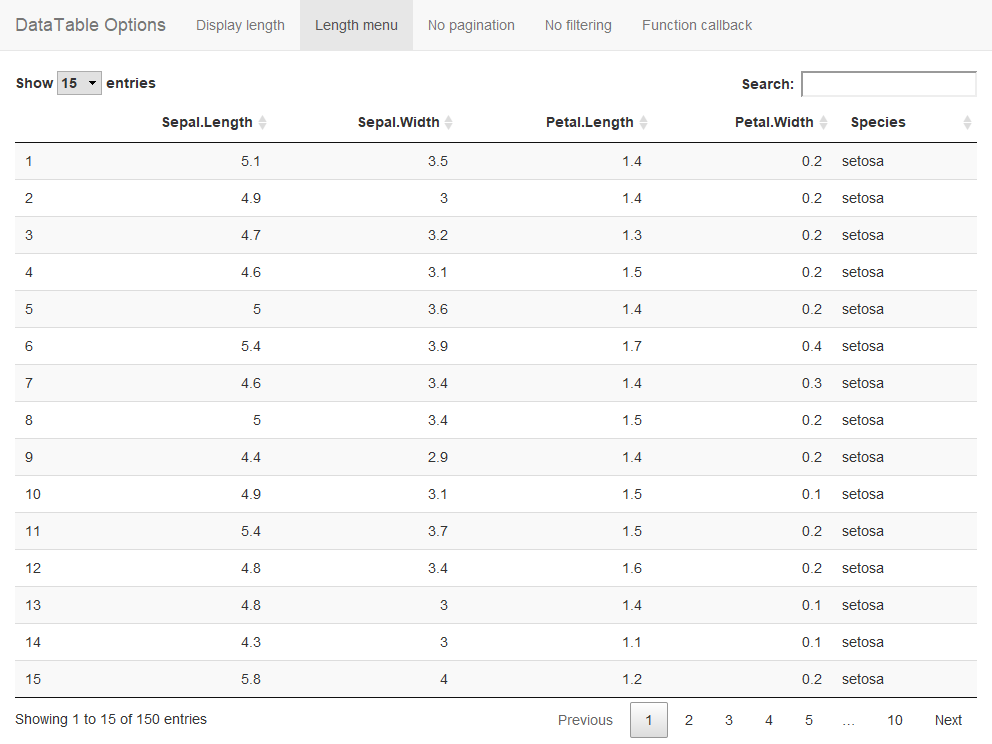 DataTable Options Display length Length menu No pagination No filtering Function callback
Show 15 entries Search:
Sepal.Length Sepal.Width Petal.Length Petal.Width Species
1 5.1 3.5 1.4 0.2 setosa
2 4.9 3 1.4 0.2 setosa
3 4.7 3.2 1.3 0.2 setosa
4 4.6 3.1 1.5 0.2 setosa
5 5 3.6 1.4 0.2 setosa
6 5.4 3.9 1.7 0.4 setosa
7 4.6 3.4 1.4 0.3 setosa
8 5 3.4 1.5 0.2 setosa
9 4.4 2.9 1.4 0.2 setosa
10 4.9 3.1 1.5 0.1 setosa
11 5.4 3.7 1.5 0.2 setosa
12 4.8 3.4 1.6 0.2 setosa
13 4.8 3 1.4 0.1 setosa
14 4.3 3 1.1 0.1 setosa
15 5.8 4 1.2 0.2 setosa
Showing 1 to 15 of 150 entries Previous 1 2 3 4 5 … 10 Next